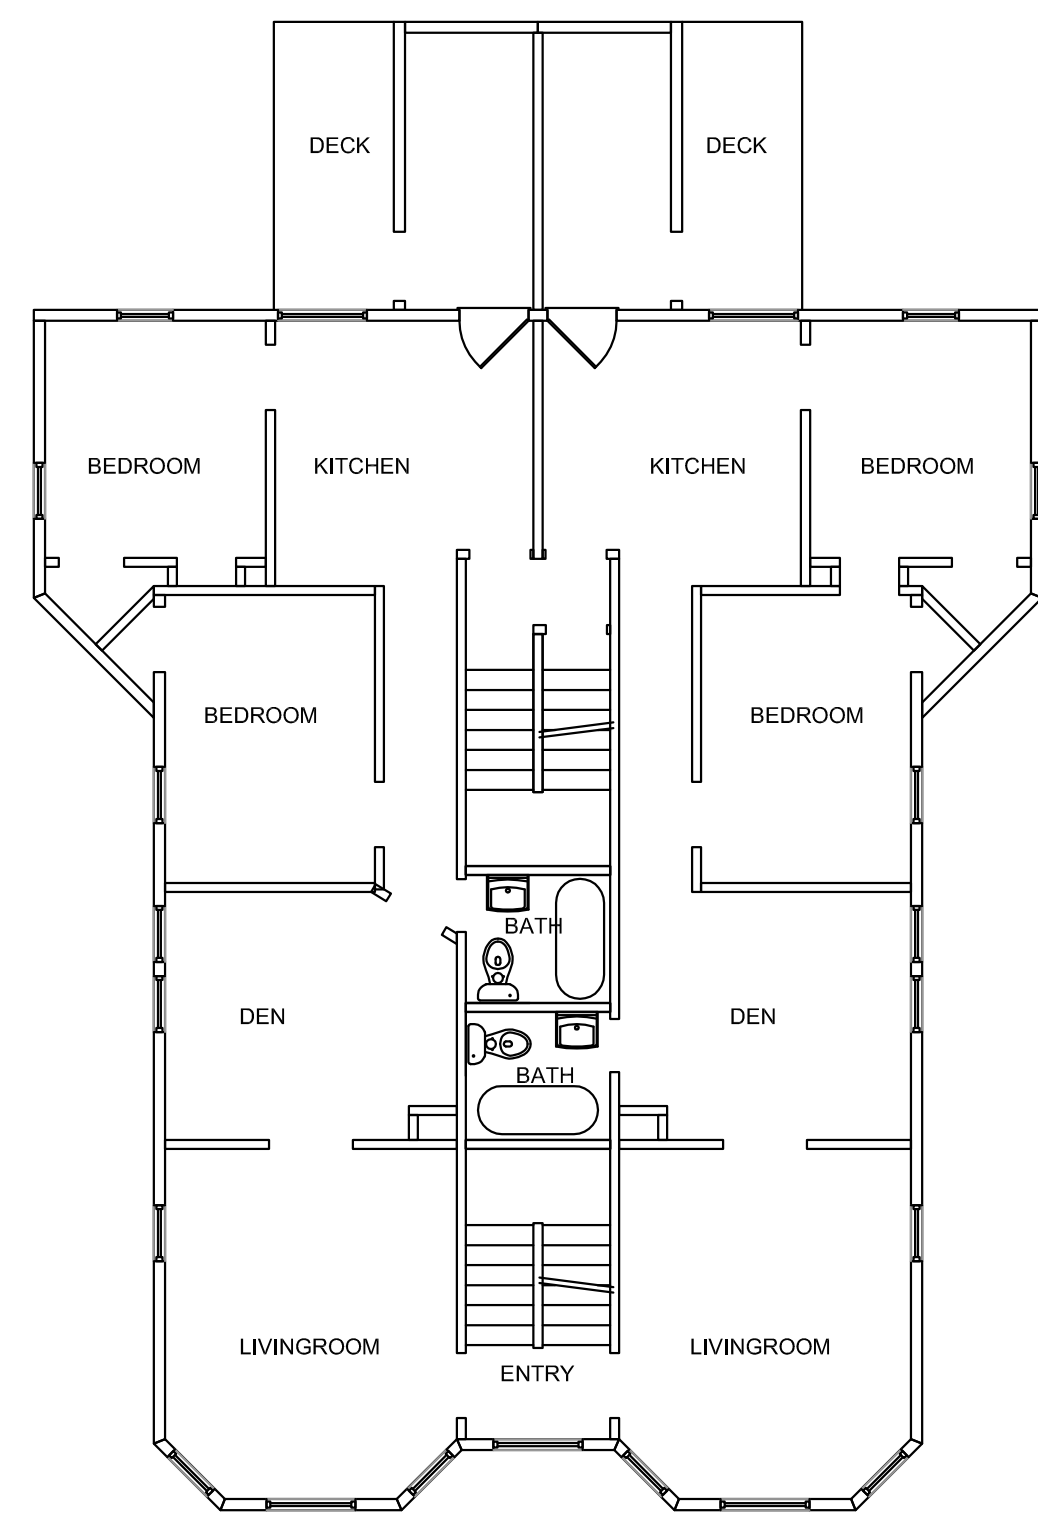 DECK
DECK
BEDROOM
KITCHEN
KITCHEN
BEDROOM
BEDROOM
BEDROOM
BATH
DEN
DEN
BATH
LIVINGROOM
LIVINGROOM
ENTRY